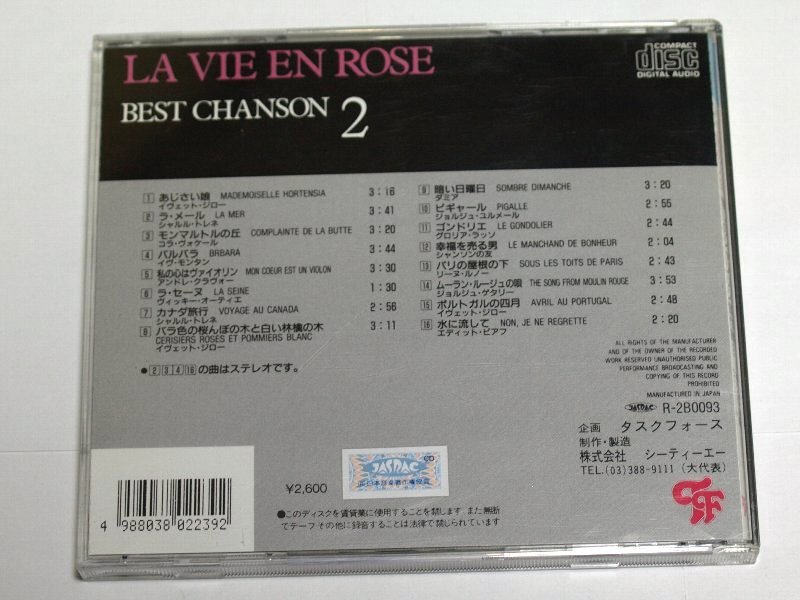 LA VIE EN ROSE
BEST CHANSON 2
COMPACT
disc
DIGITAL AUDIO
1 あじさい娘 MADEMOISELLE HORTENSIA 3:16
イヴェット・ジロー
2 ラ・メール LA MER 3:41
シャルル・トレネ
3 モンマルトルの丘 COMPLAINTE DE LA BUTTE 3:20
コラ・ヴォケール
4 バルバラ BRBARA 3:44
イヴ・モンタン
5 私の心はヴァイオリン MON COEUR EST UN VIOLON 3:30
アンドレ・クラヴォー
6 ラ・セーヌ LA SEINE 1:30
ヴィッキー・オーティエ
7 カナダ旅行 VOYAGE AU CANADA 2:56
シャルル・トレネ
8 バラ色の桜んぼの木と白い林檎の木 3:11
CERISIERS ROSES ET POMMIERS BLANC
イヴェット・ジロー
●2 3 4 16の曲はステレオです。
9 暗い日曜日 SOMBRE DIMANCHE 3:20
ダミア
10 ピギャール PIGALLE 2:55
ジョルジュ・ユルメール
11 ゴンドリエ LE GONDOLIER 2:44
グロリア・ラッソ
12 幸福を売る男 LE MANCHAND DE BONHEUR 2:04
シャンソンの友
13 パリの屋根の下 SOUS LES TOITS DE PARIS 2:43
リーヌ・ルノー
14 ムーラン・ルージュの唄 THE SONG FROM MOULIN ROUGE 3:53
ジョルジュ・ゲタリー
15 ポルトガルの四月 AVRIL AU PORTUGAL 2:48
イヴェット・ジロー
16 水に流して NON, JE NE REGRETTE 2:20
エディット・ピアフ
ALL RIGHTS OF THE MANUFACTURER
AND OF THE OWNER OF THE RECORDED
WORK RESERVED UNAUTHORISED PUBLIC
PERFORMANCE BROADCASTING AND
COPYING OF THIS RECORD
PROHIBITED
MANUFACTURED IN JAPAN
JASRAC R-2B0093
企画 タスクフォース
制作・製造
株式会社 シーティーエー
TEL.(03)388-9111 (大代表)
¥2,600
CD
JASRAC
●このディスクを賃貸業に使用することを禁じます. また無断
でテープその他に録音することは法律で禁じられています
4 988038 022392